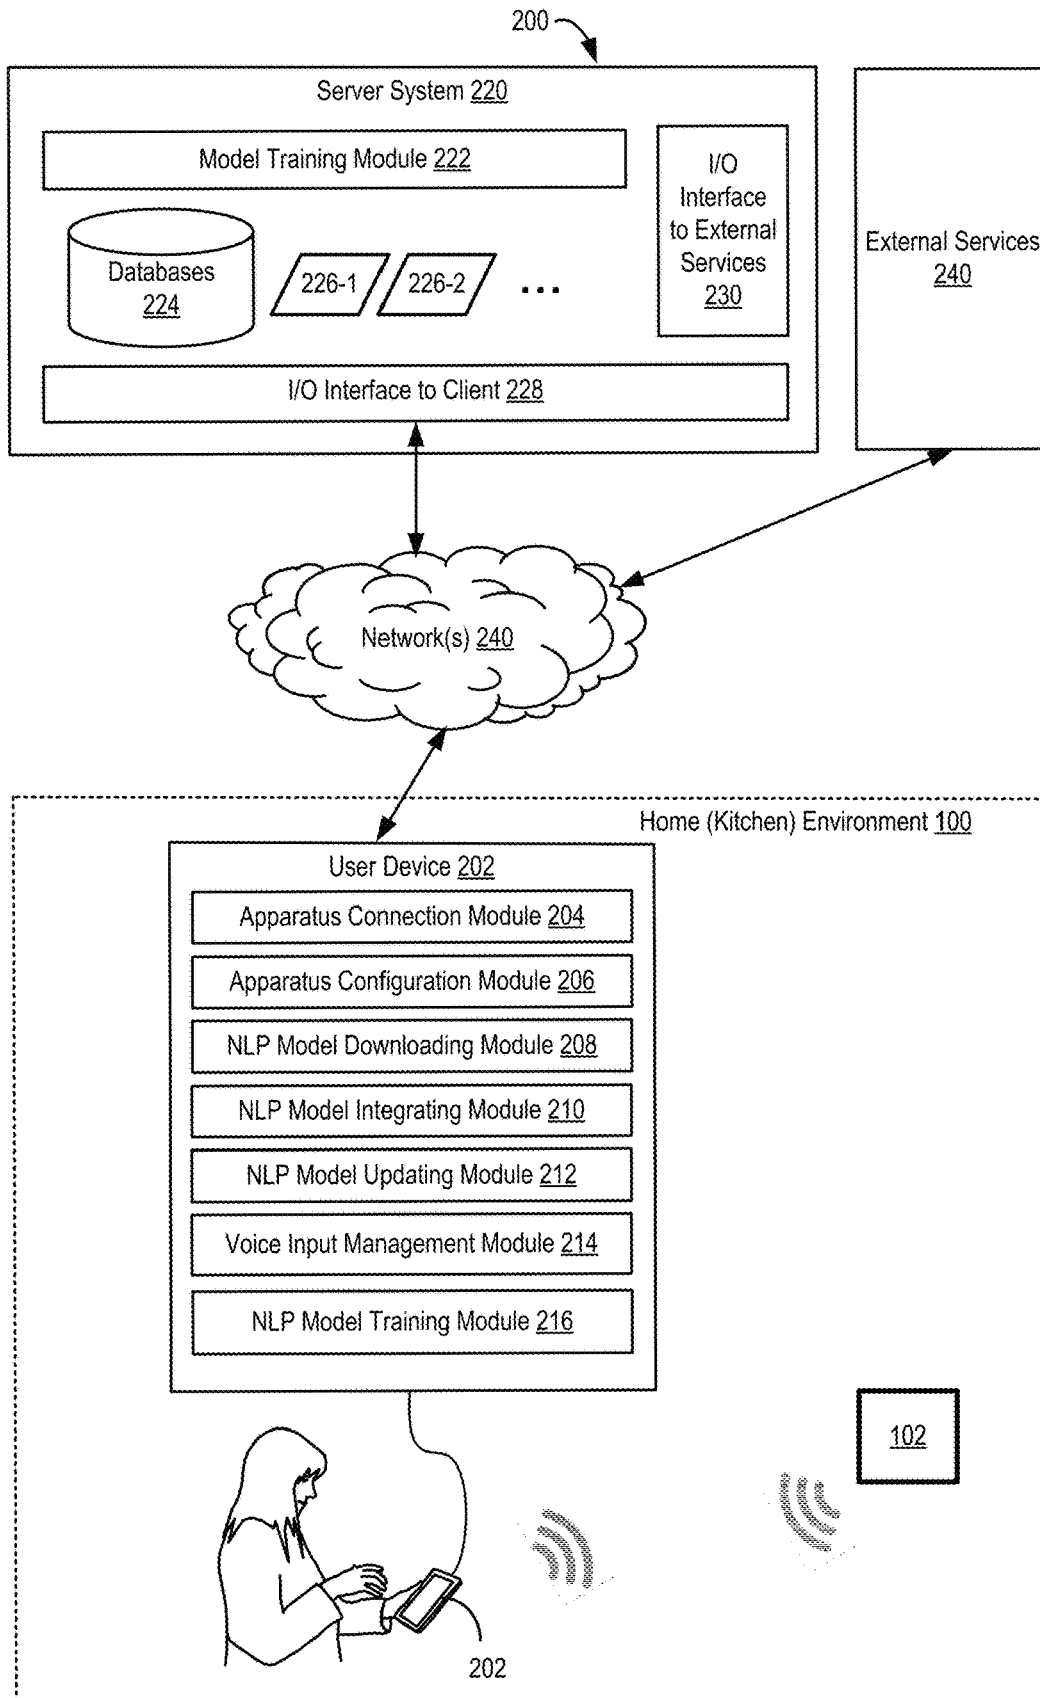 200
Server System 220
Model Training Module 222
I/O
Interface
to External
Services
230
Databases
224
226-1
226-2
...
I/O Interface to Client 228
External Services
240
Network(s) 240
Home (Kitchen) Environment 100
User Device 202
Apparatus Connection Module 204
Apparatus Configuration Module 206
NLP Model Downloading Module 208
NLP Model Integrating Module 210
NLP Model Updating Module 212
Voice Input Management Module 214
NLP Model Training Module 216
102
202